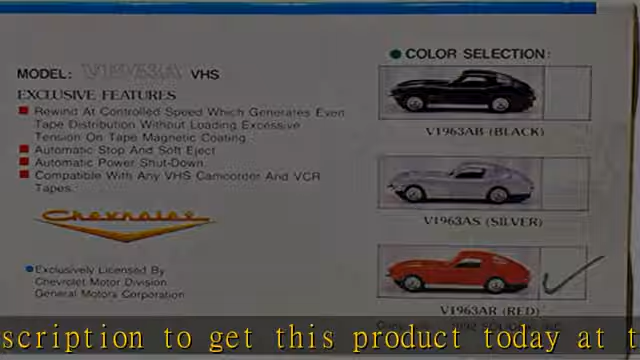 MODEL: V1963A VHS
EXCLUSIVE FEATURES
Rewind At Controlled Speed Which Generates Even
Tape Distribution Without Loading Excessive
Tension On Tape Magnetic Coating.
Automatic Stop And Soft Eject
Automatic Power Shut-Down.
Compatible With Any VHS Camcorder And VCR
Tapes.
Chevrolet
Exclusively Licensed By
Chevrolet Motor Division
General Motors Corporation
COLOR SELECTION:
V1963AB (BLACK)
V1963AS (SILVER)
V1963AR (RED)
scription to get this product today at t